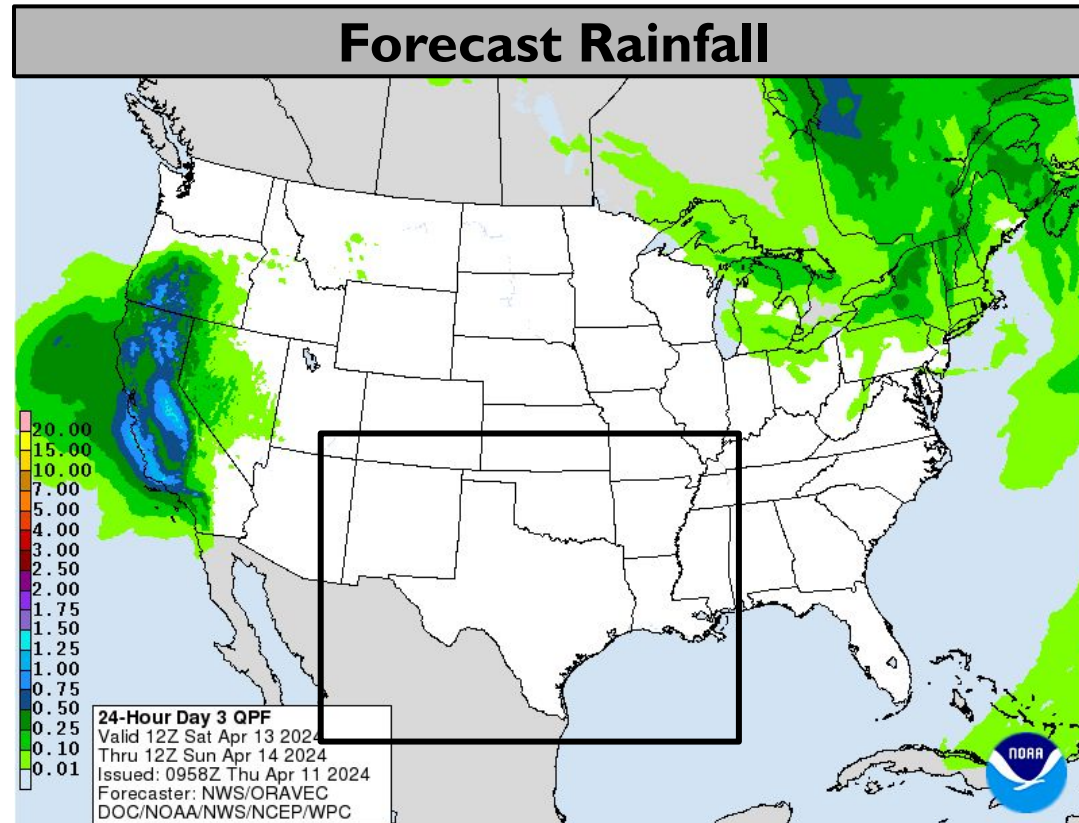 Forecast Rainfall
20.00
15.00
10.00
7.00
5.00
4.00
3.00
2.50
2.00
1.75
1.50
1.25
1.00
0.75
0.50
0.25
0.10
0.01
24-Hour Day 3 QPF
Valid 12Z Sat Apr 13 2024
Thru 12Z Sun Apr 14 2024
Issued: 0958Z Thu Apr 11 2024
Forecaster: NWS/ORAVEC
DOC/NOAA/NWS/NCEP/WPC
NOAA